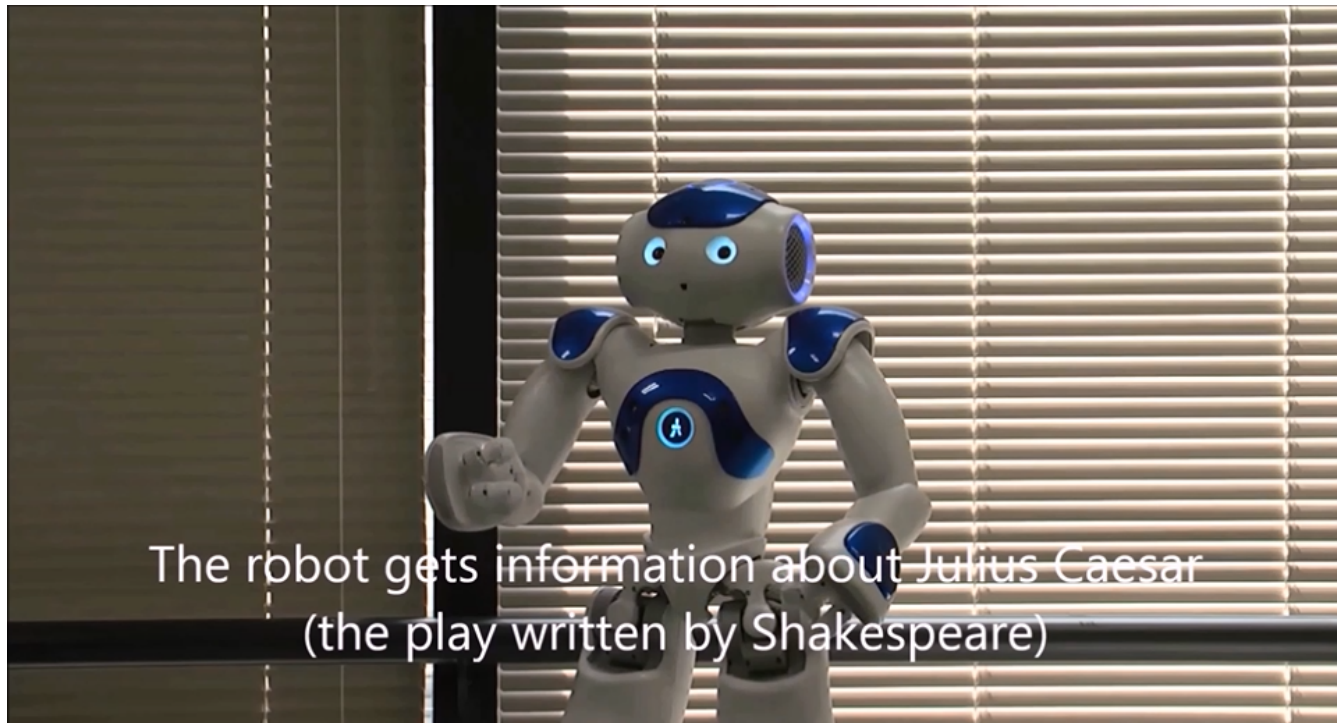 The robot gets information about Julius Caesar
(the play written by Shakespeare)